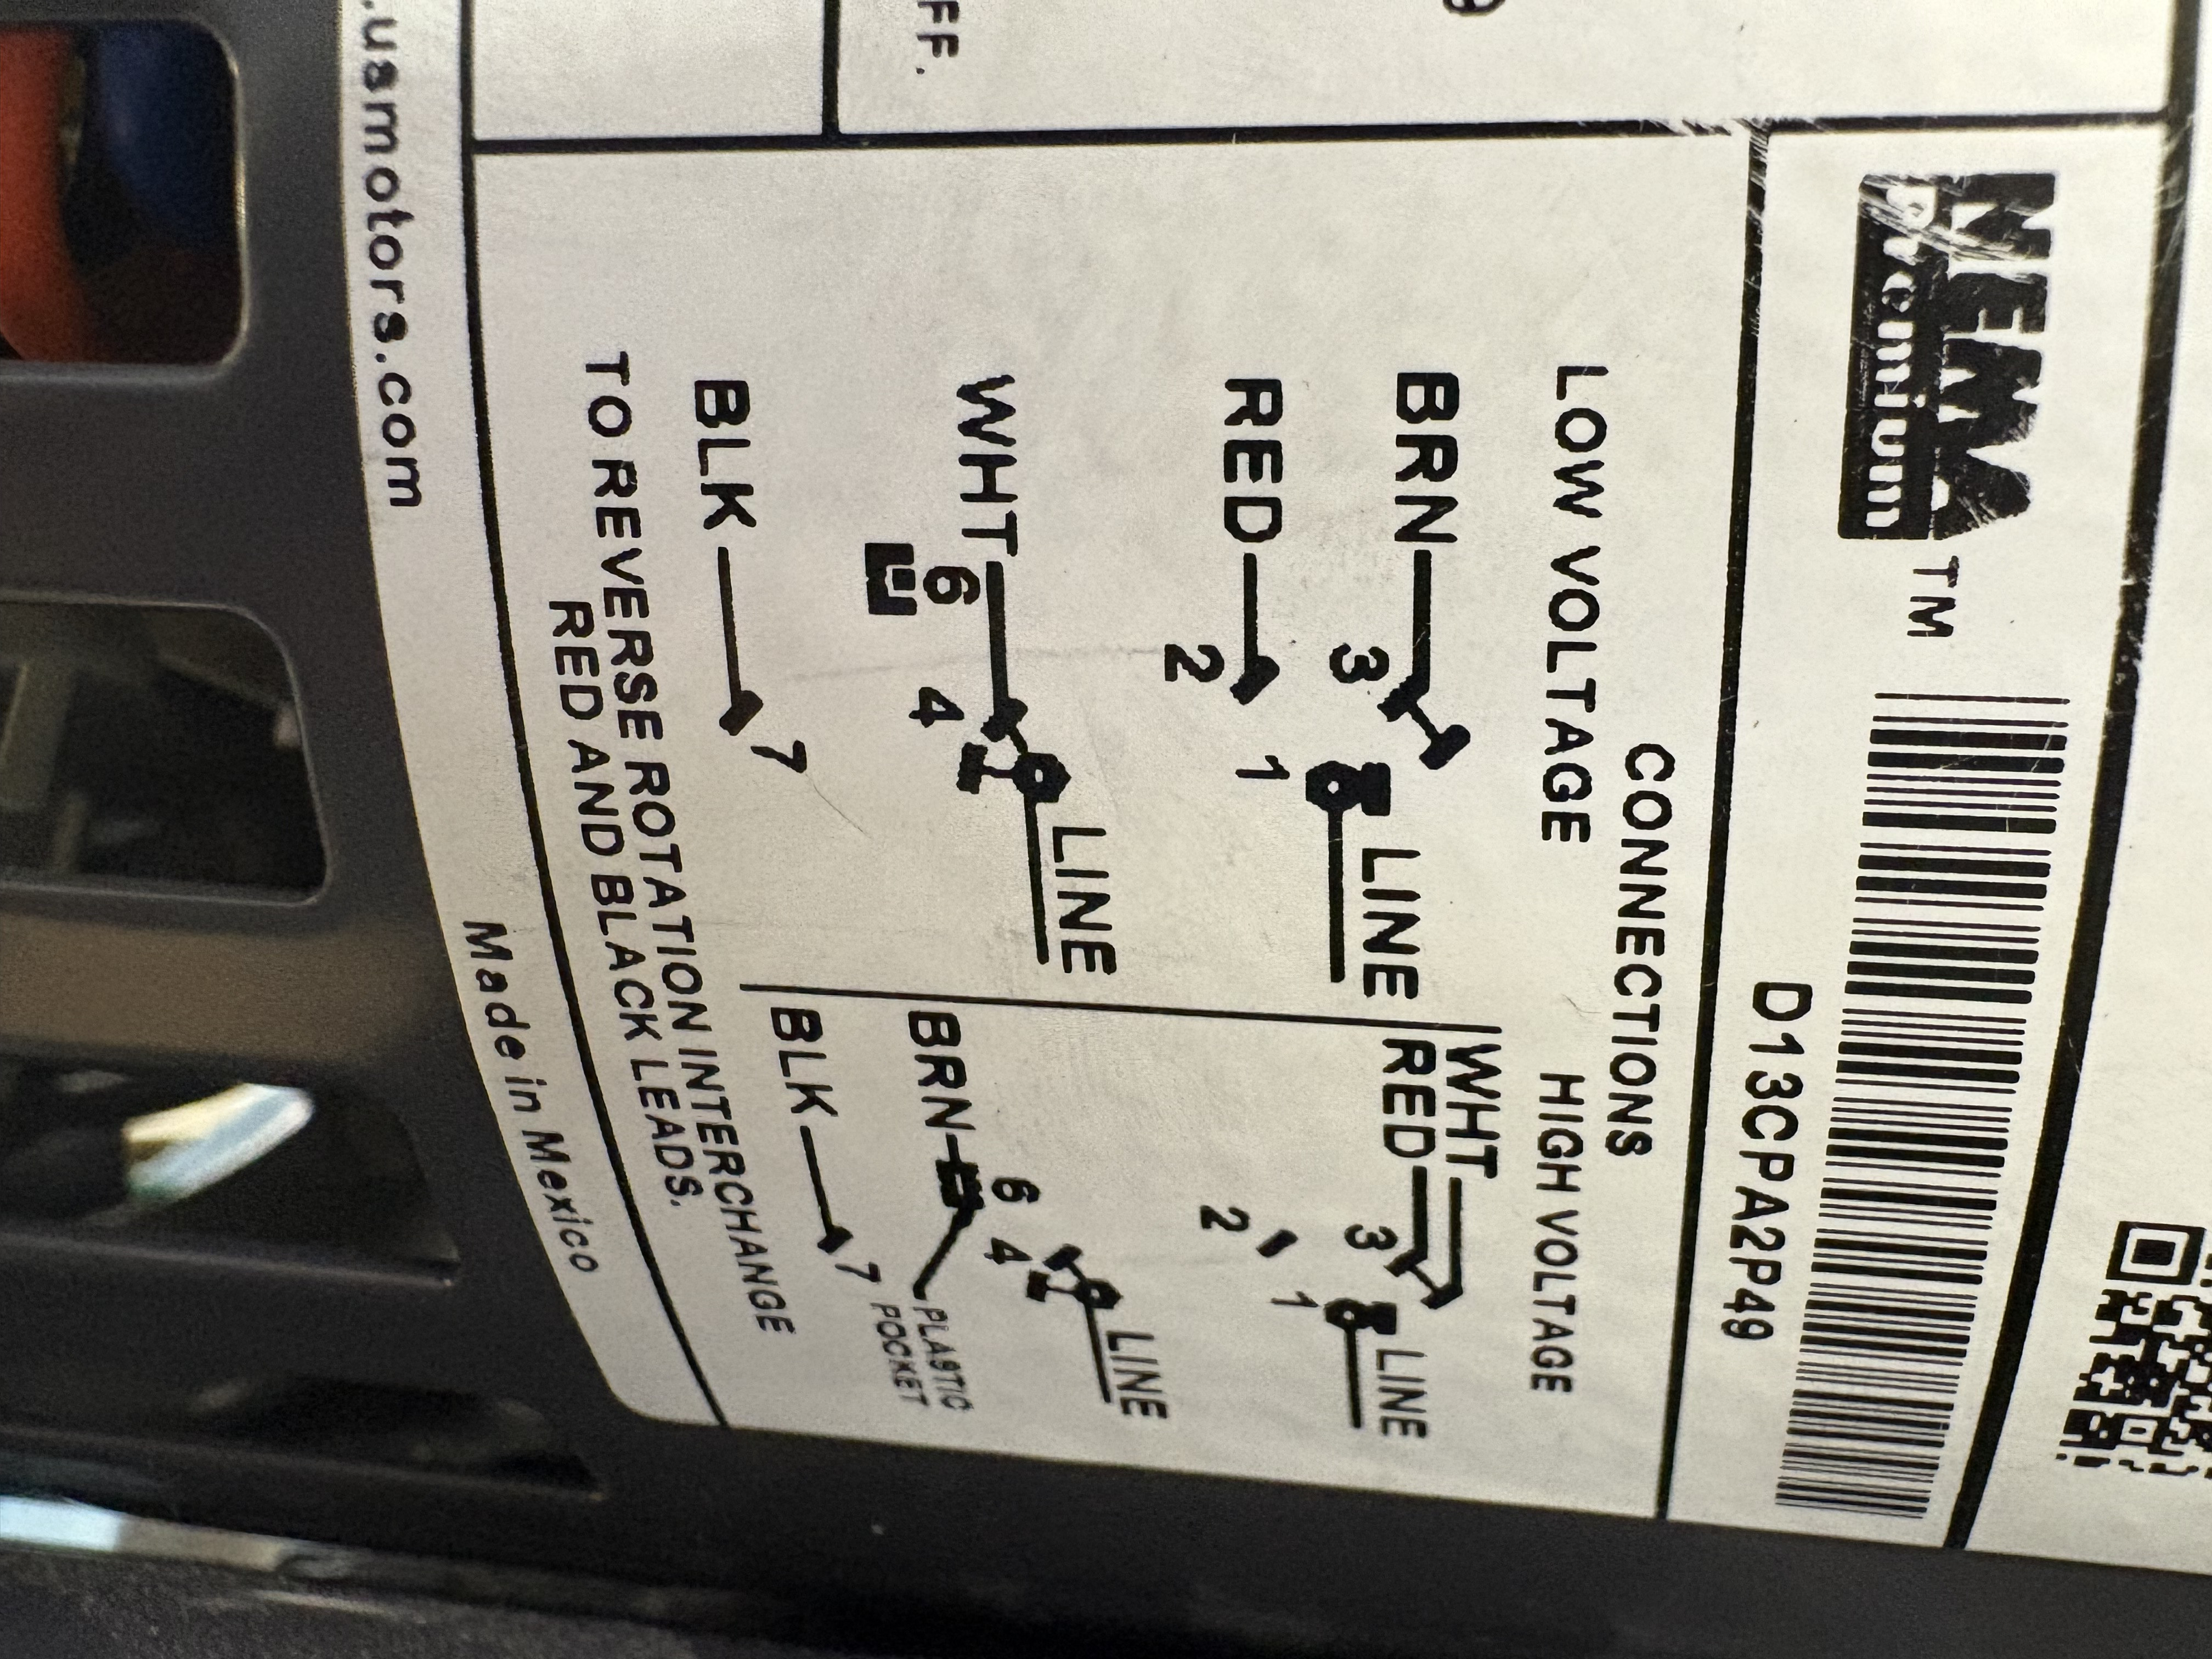 FF.
NEMA
Premium
TM
D13CPA2P49
CONNECTIONS
LOW VOLTAGE
HIGH VOLTAGE
BRN
3
RED
2
1
LINE
WHT
6
4
LINE
BLK
7
WHT
RED
3
2
1
LINE
BRN
6
4
LINE
PLASTIC
POCKET
BLK
7
TO REVERSE ROTATION INTERCHANGE
RED AND BLACK LEADS.
.usmotors.com
Made in Mexico